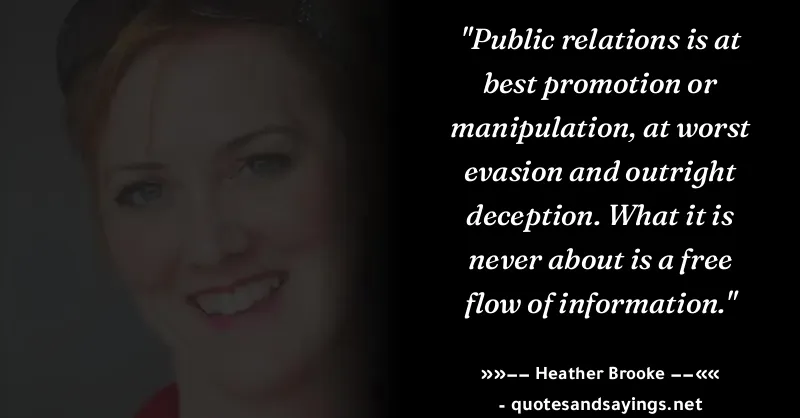 "Public relations is at
best promotion or
manipulation, at worst
evasion and outright
deception. What it is
never about is a free
flow of information."
»»–– Heather Brooke ––««
- quotesandsayings.net